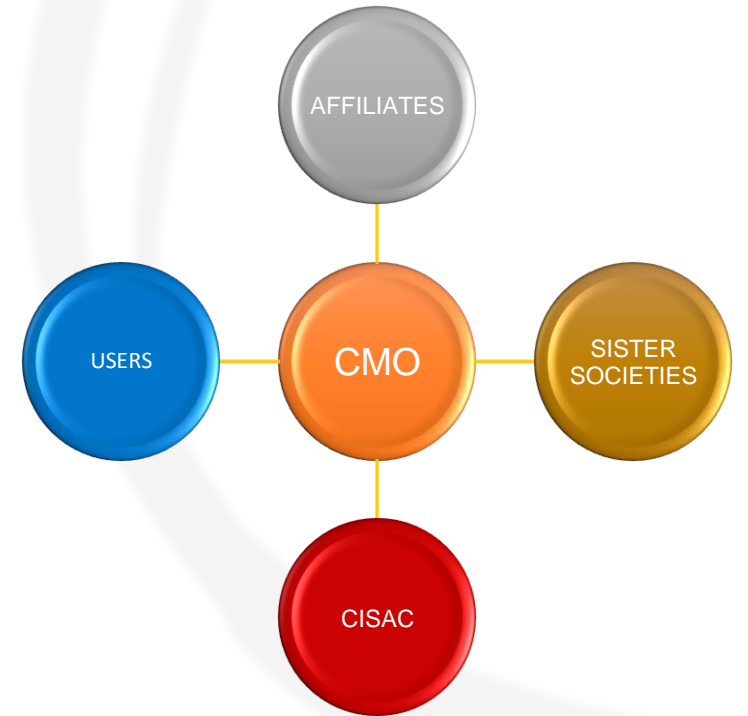 AFFILIATES
USERS
CMO
SISTER
SOCIETIES
CISAC